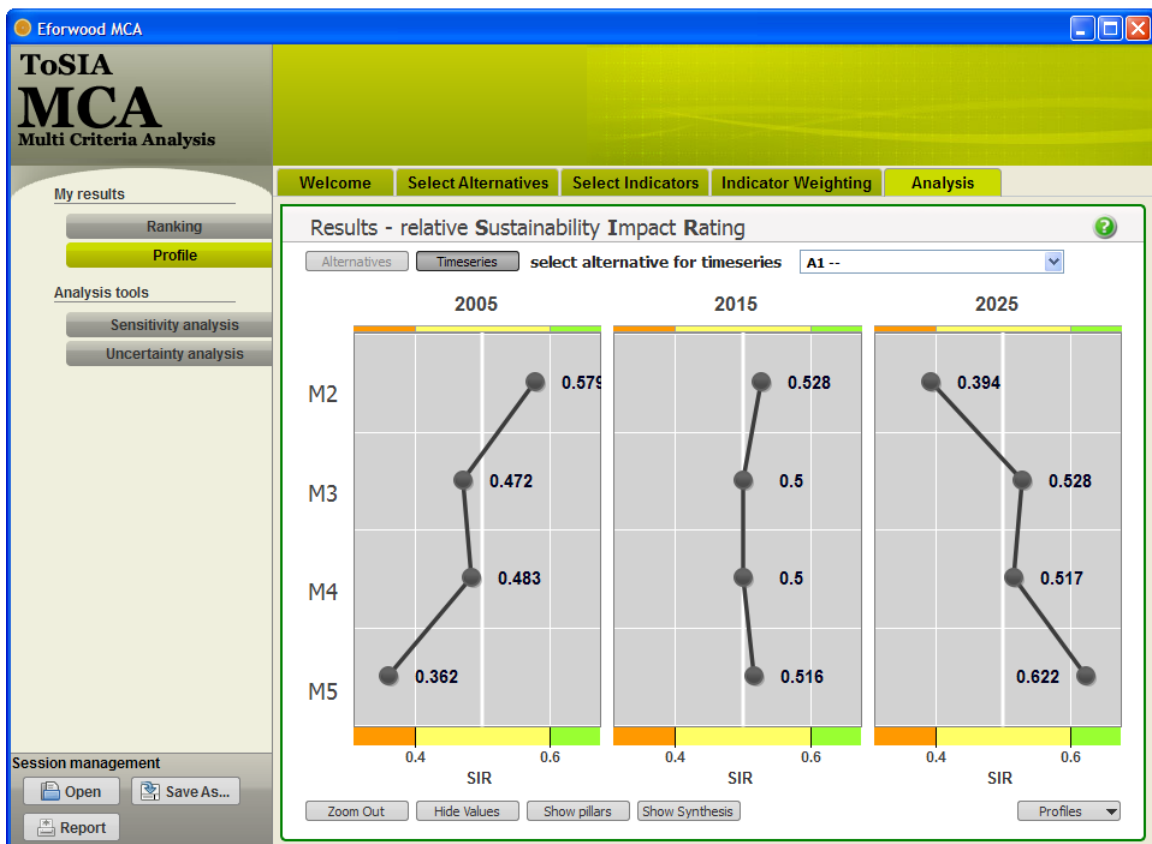 Eforwood MCA
ToSIA
MCA
Multi Criteria Analysis
My results
Ranking
Profile
Analysis tools
Sensitivity analysis
Uncertainty analysis
Session management
Open Save As...
Report
Welcome Select Alternatives Select Indicators Indicator Weighting Analysis
Results - relative Sustainability Impact Rating
Alternatives Timeseries select alternative for timeseries A1 --
2005 2015 2025
M2 0.579 0.528 0.394
M3 0.472 0.5 0.528
M4 0.483 0.5 0.517
M5 0.362 0.516 0.622
0.4 0.6 0.4 0.6 0.4 0.6
SIR SIR SIR
Zoom Out Hide Values Show pillars Show Synthesis Profiles